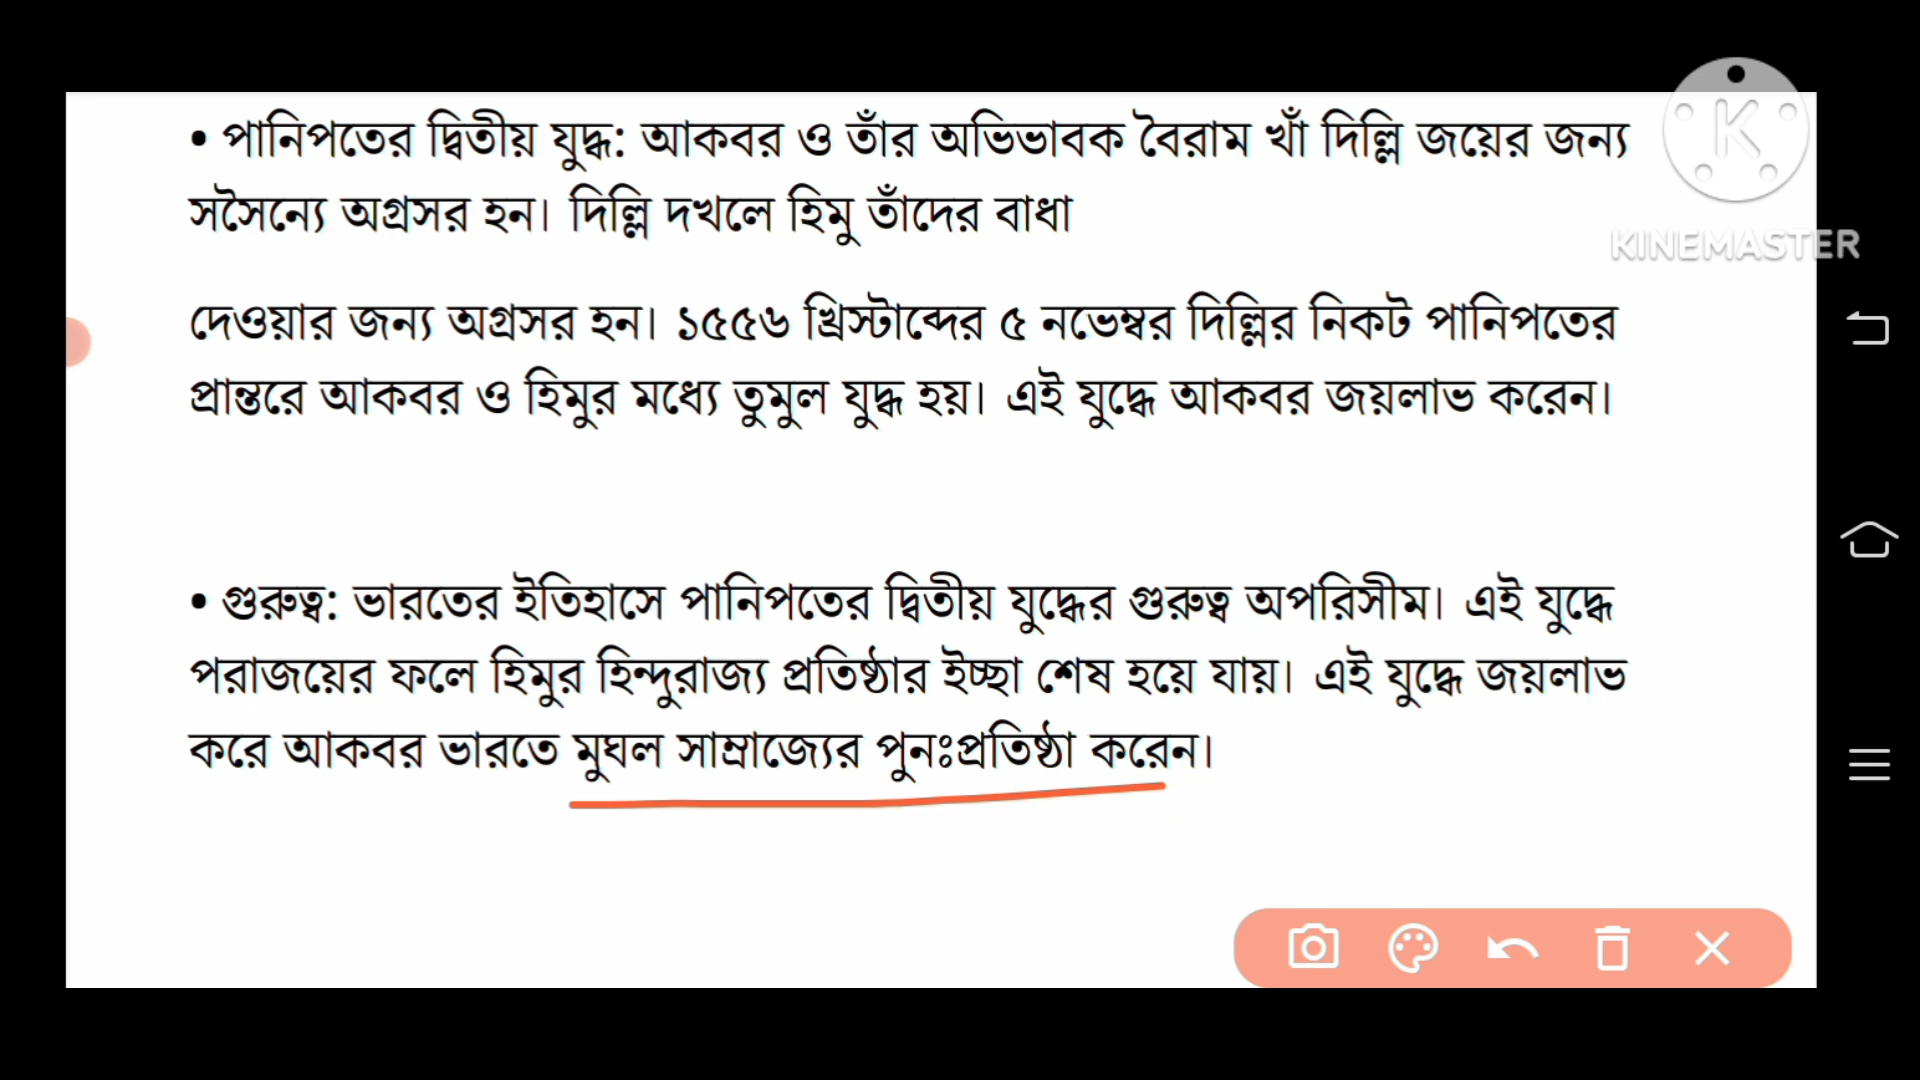 • পানিপতের দ্বিতীয় যুদ্ধ: আকবর ও তাঁর অভিভাবক বৈরাম খাঁ দিল্লি জয়ের জন্য
সসৈন্যে অগ্রসর হন। দিল্লি দখলে হিমু তাঁদের বাধা
KINEMASTER
দেওয়ার জন্য অগ্রসর হন। ১৫৫৬ খ্রিস্টাব্দের ৫ নভেম্বর দিল্লির নিকট পানিপতের
প্রান্তরে আকবর ও হিমুর মধ্যে তুমুল যুদ্ধ হয়। এই যুদ্ধে আকবর জয়লাভ করেন।
• গুরুত্ব: ভারতের ইতিহাসে পানিপতের দ্বিতীয় যুদ্ধের গুরুত্ব অপরিসীম। এই যুদ্ধে
পরাজয়ের ফলে হিমুর হিন্দুরাজ্য প্রতিষ্ঠার ইচ্ছা শেষ হয়ে যায়। এই যুদ্ধে জয়লাভ
করে আকবর ভারতে মুঘল সাম্রাজ্যের পুনঃপ্রতিষ্ঠা করেন।